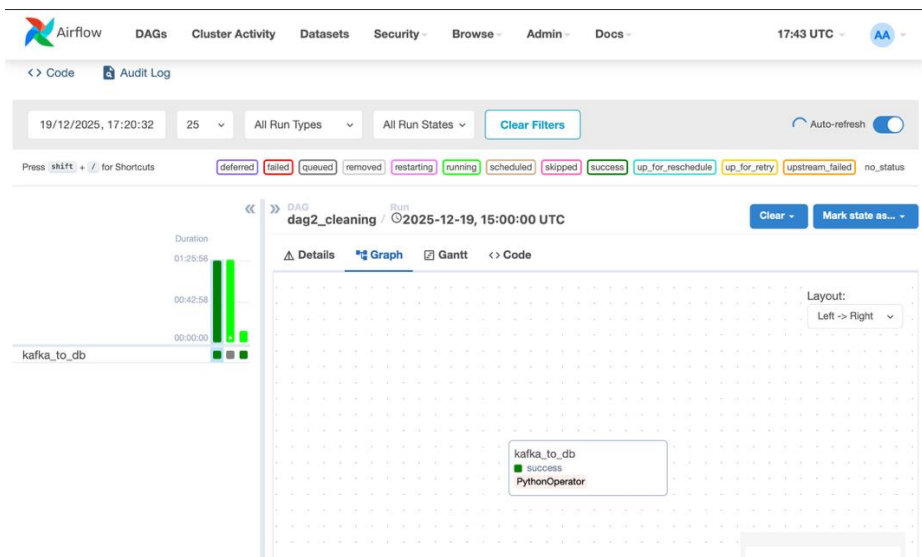 Airflow DAGs Cluster Activity Datasets Security Browse Admin Docs 17:43 UTC AA
<> Code Audit Log
19/12/2025, 17:20:32 25 All Run Types All Run States Clear Filters Auto-refresh
Press shift + / for Shortcuts deferred failed queued removed restarting running scheduled skipped success up_for_reschedule up_for_retry upstream_failed no_status
DAG Run
dag2_cleaning / 2025-12-19, 15:00:00 UTC Clear Mark state as...
Duration
01:25:56
00:42:58
00:00:00
kafka_to_db
Details Graph Gantt <> Code
Layout:
Left -> Right
kafka_to_db
success
PythonOperator